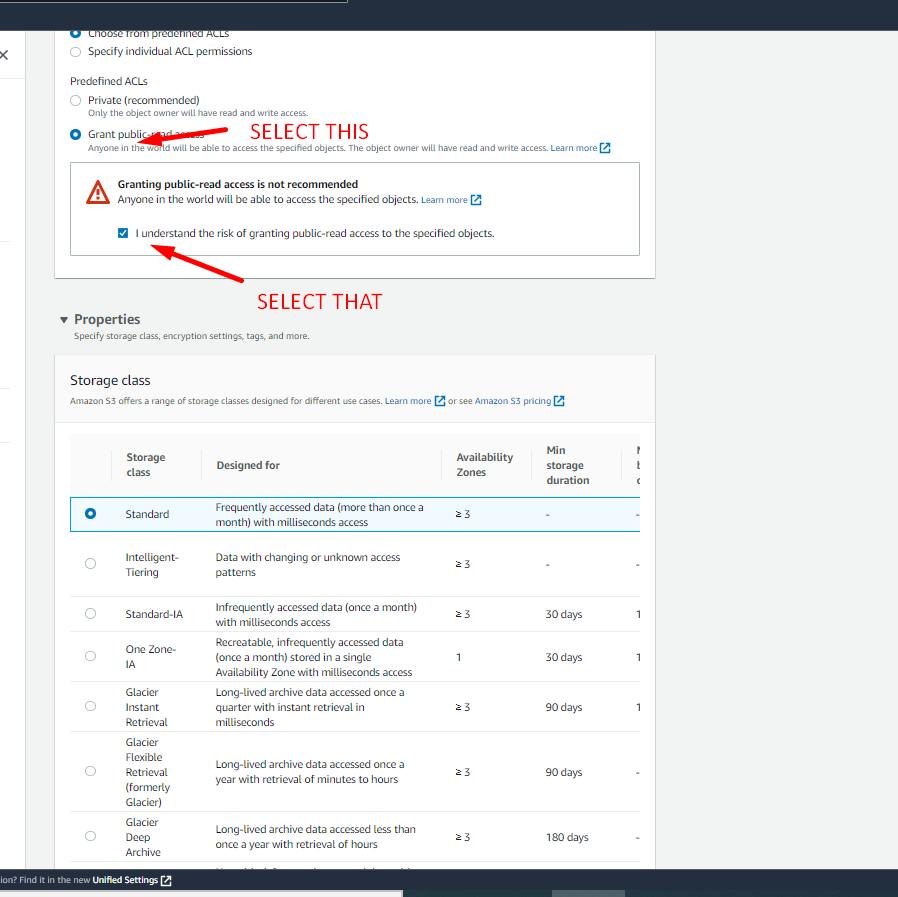 Choose from predefined ACLs
Specify individual ACL permissions
Predefined ACLs
Private (recommended)
Only the object owner will have read and write access.
Grant public-read access
SELECT THIS
Anyone in the world will be able to access the specified objects. The object owner will have read and write access. Learn more
Granting public-read access is not recommended
Anyone in the world will be able to access the specified objects. Learn more
I understand the risk of granting public-read access to the specified objects.
SELECT THAT
Properties
Specify storage class, encryption settings, tags, and more.
Storage class
Amazon S3 offers a range of storage classes designed for different use cases. Learn more or see Amazon S3 pricing
Storage
class
Designed for
Availability
Zones
Min
storage
duration
Standard
Frequently accessed data (more than once a
month) with milliseconds access
≥ 3
-
-
Intelligent-
Tiering
Data with changing or unknown access
patterns
≥ 3
-
-
Standard-IA
Infrequently accessed data (once a month)
with milliseconds access
≥ 3
30 days
1
One Zone-
IA
Recreatable, infrequently accessed data
(once a month) stored in a single
Availability Zone with milliseconds access
1
30 days
1
Glacier
Instant
Retrieval
Long-lived archive data accessed once a
quarter with instant retrieval in
milliseconds
≥ 3
90 days
1
Glacier
Flexible
Retrieval
(formerly
Glacier)
Long-lived archive data accessed once a
year with retrieval of minutes to hours
≥ 3
90 days
-
Glacier
Deep
Archive
Long-lived archive data accessed less than
once a year with retrieval of hours
≥ 3
180 days
-
ion? Find it in the new Unified Settings